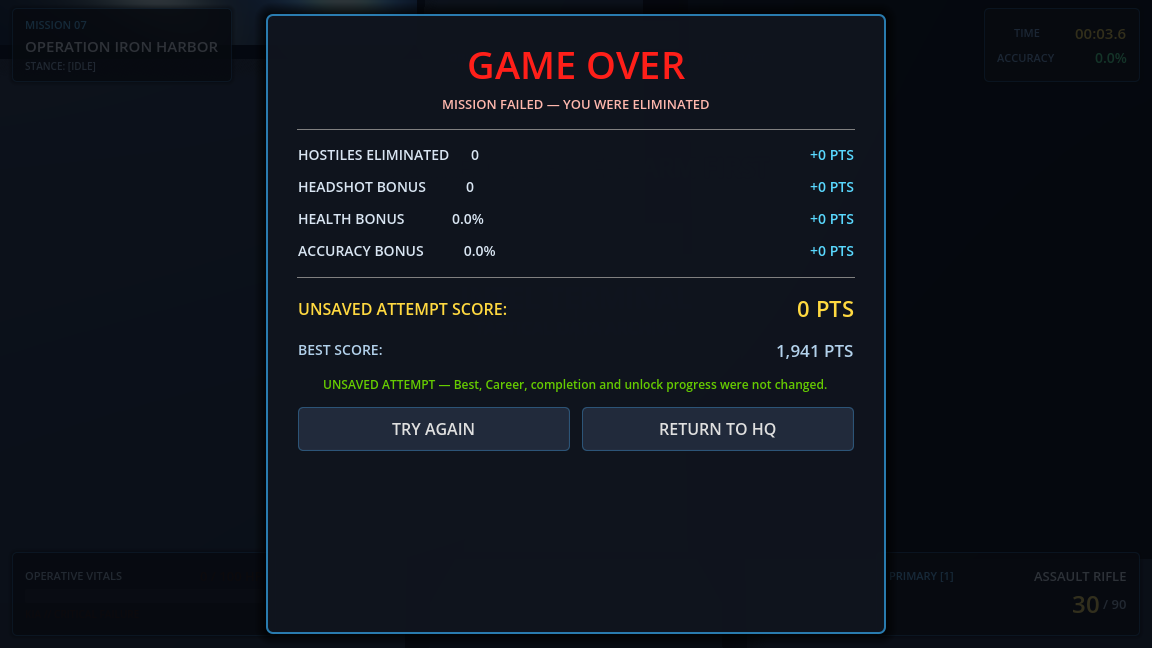 MISSION 07
OPERATION IRON HARBOR
STANCE: [IDLE]
TIME 00:03.6
ACCURACY 0.0%
GAME OVER
MISSION FAILED — YOU WERE ELIMINATED
HOSTILES ELIMINATED 0 +0 PTS
HEADSHOT BONUS 0 +0 PTS
HEALTH BONUS 0.0% +0 PTS
ACCURACY BONUS 0.0% +0 PTS
UNSAVED ATTEMPT SCORE: 0 PTS
BEST SCORE: 1,941 PTS
UNSAVED ATTEMPT — Best, Career, completion and unlock progress were not changed.
TRY AGAIN RETURN TO HQ
OPERATIVE VITALS
PRIMARY [1] ASSAULT RIFLE
30 / 90